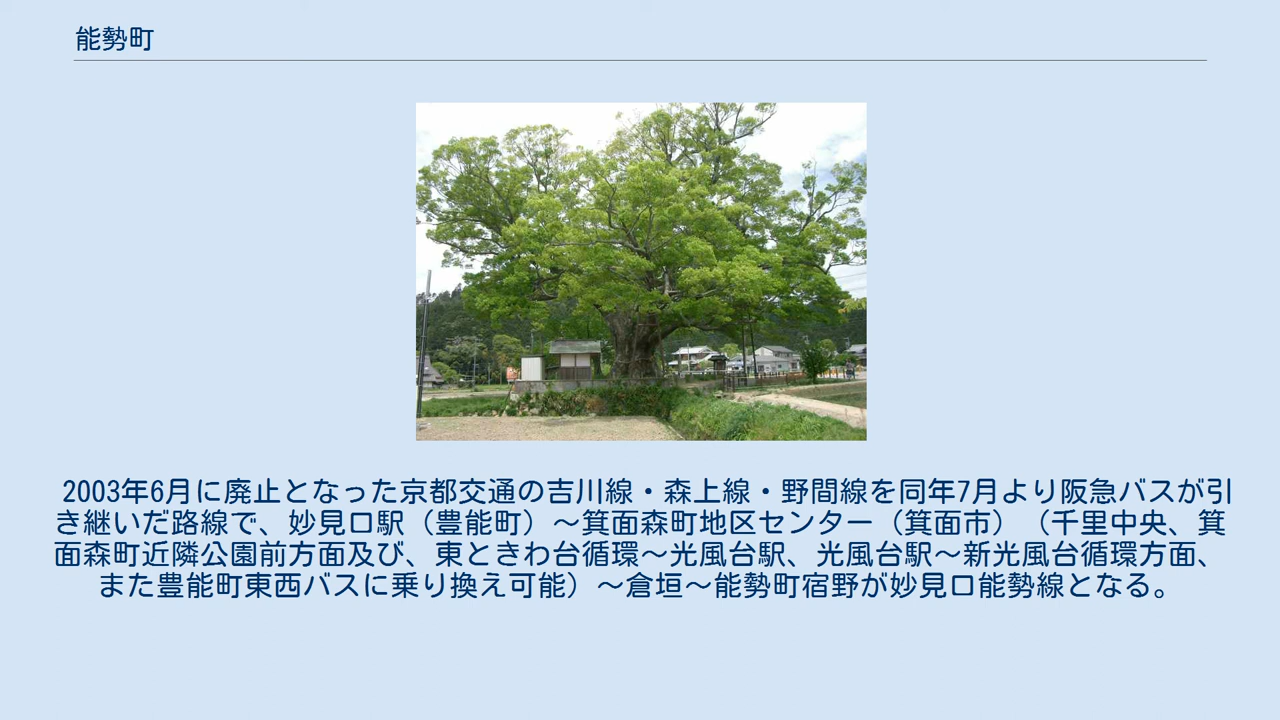 能勢町
2003年6月に廃止となった京都交通の吉川線・森上線・野間線を同年7月より阪急バスが引
き継いだ路線で、妙見口駅（豊能町）～箕面森町地区センター（箕面市）（千里中央、箕
面森町近隣公園前方面及び、東ときわ台循環～光風台駅、光風台駅～新光風台循環方面、
また豊能町東西バスに乗り換え可能）～倉垣～能勢町宿野が妙見口能勢線となる。